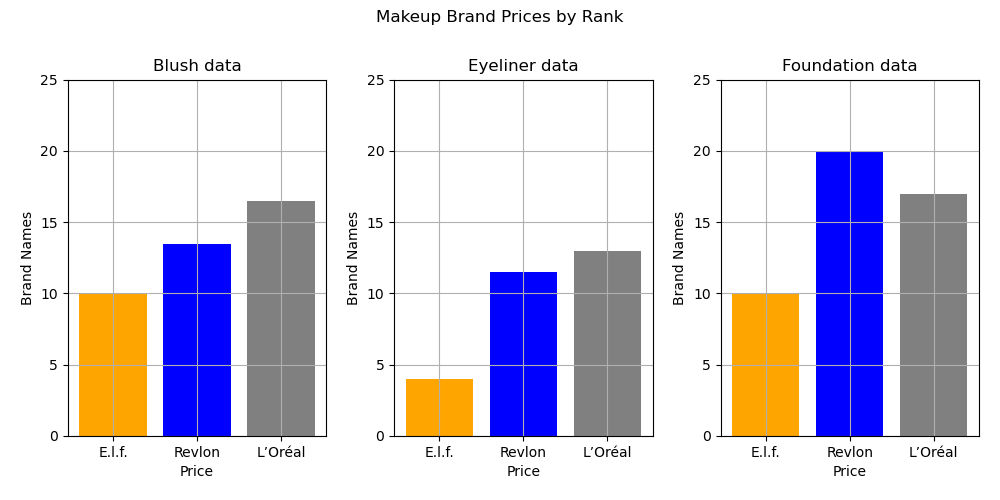 Makeup Brand Prices by Rank
Blush data
25
20
15
10
5
0
Brand Names
E.l.f.
Revlon
L’Oréal
Price
Eyeliner data
25
20
15
10
5
0
Brand Names
E.l.f.
Revlon
L’Oréal
Price
Foundation data
25
20
15
10
5
0
Brand Names
E.l.f.
Revlon
L’Oréal
Price